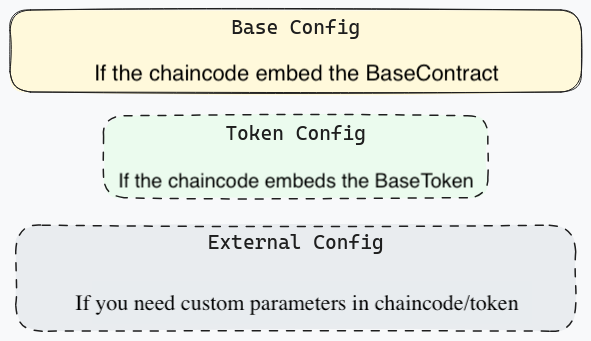 Base Config
If the chaincode embed the BaseContract
Token Config
If the chaincode embeds the BaseToken
External Config
If you need custom parameters in chaincode/token